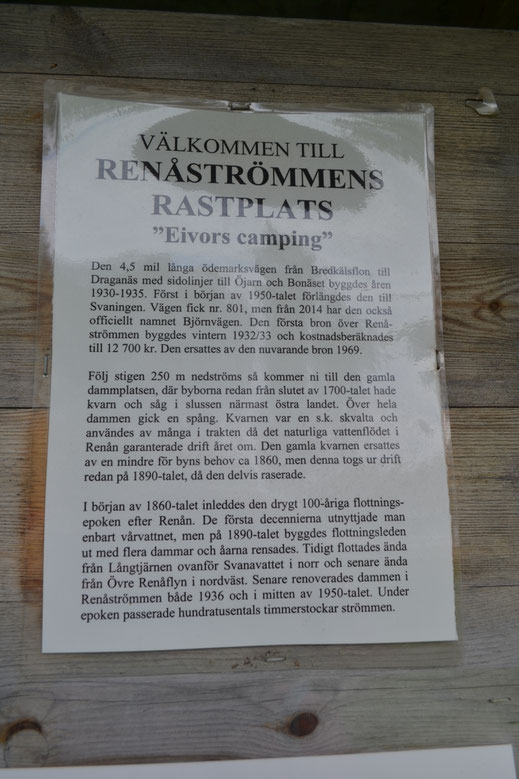 VÄLKOMMEN TILL
RENÅSTRÖMMENS
RASTPLATS
"Eivors camping"
Den 4,5 mil långa ödemarksvägen från Bredkälsflon till
Draganäs med sidolinjer till Öjarn och Bonäset byggdes åren
1930-1935. Först i början av 1950-talet förlängdes den till
Svaningen. Vägen fick nr. 801, men från 2014 har den också
officiellt namnet Björnvägen. Den första bron över Renå-
strömmen byggdes vintern 1932/33 och kostnadsberäknades
till 12 700 kr. Den ersattes av den nuvarande bron 1969.
Följ stigen 250 m nedströms så kommer ni till den gamla
dammplatsen, där byborna redan från slutet av 1700-talet hade
kvarn och såg i slussen närmast östra landet. Över hela
dammen gick en spång. Kvarnen var en s.k. skvalta och
användes av många i trakten då det naturliga vattenflödet i
Renån garanterade drift året om. Den gamla kvarnen ersattes
av en mindre för byns behov ca 1860, men denna togs ur drift
redan på 1890-talet, då den delvis raserade.
I början av 1860-talet inleddes den drygt 100-åriga flottnings-
epoken efter Renån. De första decennierna utnyttjade man
enbart vårvattnet, men på 1890-talet byggdes flottningsleden
ut med flera dammar och åarna rensades. Tidigt flottades ända
från Långtjärnen ovanför Svanavattet i norr och senare ända
från Övre Renåflyn i nordväst. Senare renoverades dammen i
Renåströmmen både 1936 och i mitten av 1950-talet. Under
epoken passerade hundratusentals timmerstockar strömmen.